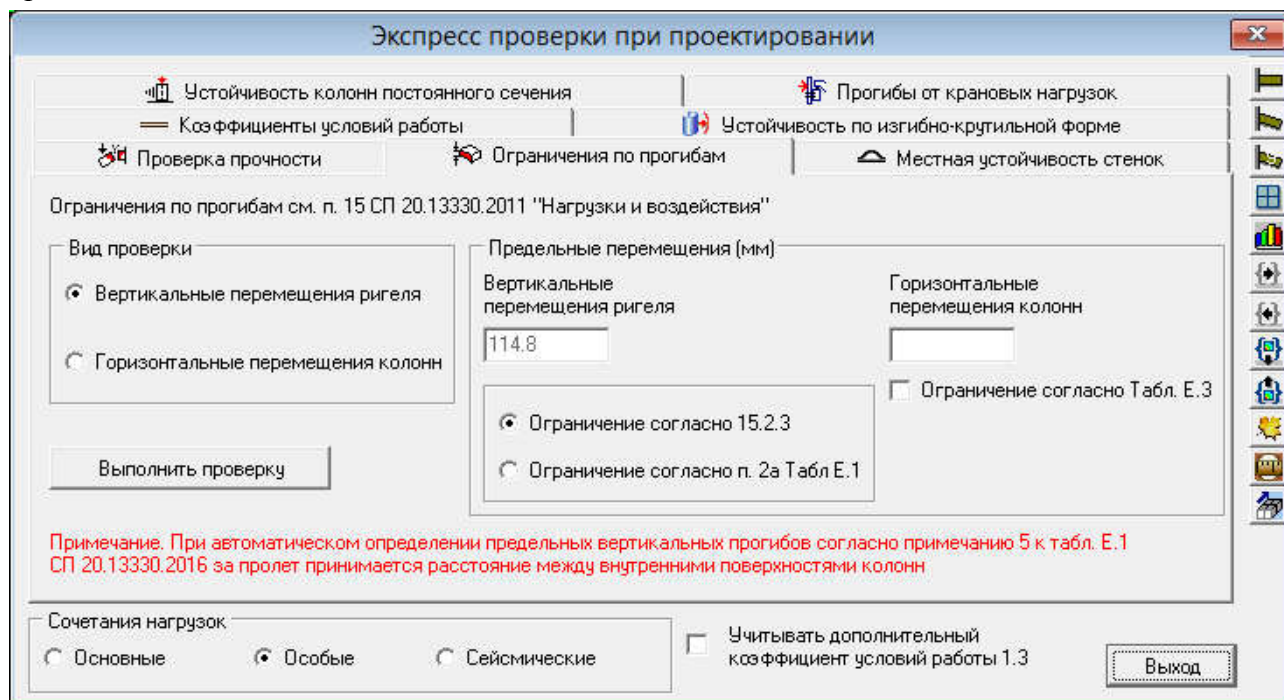 Экспресс проверки при проектировании
Устойчивость колонн постоянного сечения
Прогибы от крановых нагрузок
Коэффициенты условий работы
Устойчивость по изгибно-крутильной форме
Проверка прочности
Ограничения по прогибам
Местная устойчивость стенок
Ограничения по прогибам см. п. 15 СП 20.13330.2011 "Нагрузки и воздействия"
Вид проверки
Вертикальные перемещения ригеля
Горизонтальные перемещения колонн
Выполнить проверку
Предельные перемещения (мм)
Вертикальные
перемещения ригеля
114.8
Горизонтальные
перемещения колонн
Ограничение согласно Табл. Е.3
Ограничение согласно 15.2.3
Ограничение согласно п. 2а Табл Е.1
Примечание. При автоматическом определении предельных вертикальных прогибов согласно примечанию 5 к табл. Е.1
СП 20.13330.2016 за пролет принимается расстояние между внутренними поверхностями колонн
Сочетания нагрузок
Основные
Особые
Сейсмические
Учитывать дополнительный
коэффициент условий работы 1.3
Выход